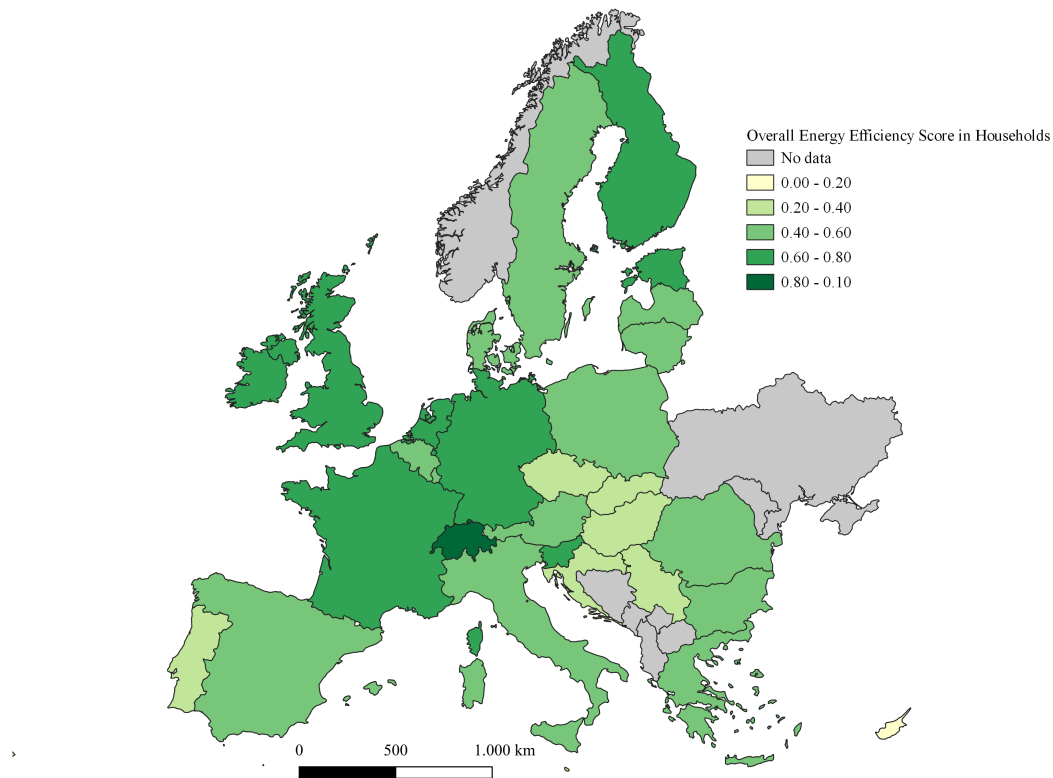 Overall Energy Efficiency Score in Households
No data
0.00 - 0.20
0.20 - 0.40
0.40 - 0.60
0.60 - 0.80
0.80 - 0.10
0 500 1.000 km